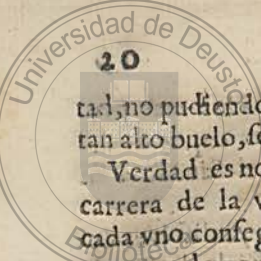 Universidad de Deusto
20
tad, no pudiendo
tan alto buelo, ſe
Verdad es no
carrera de la v
cada vno conſeg
Biblioteca